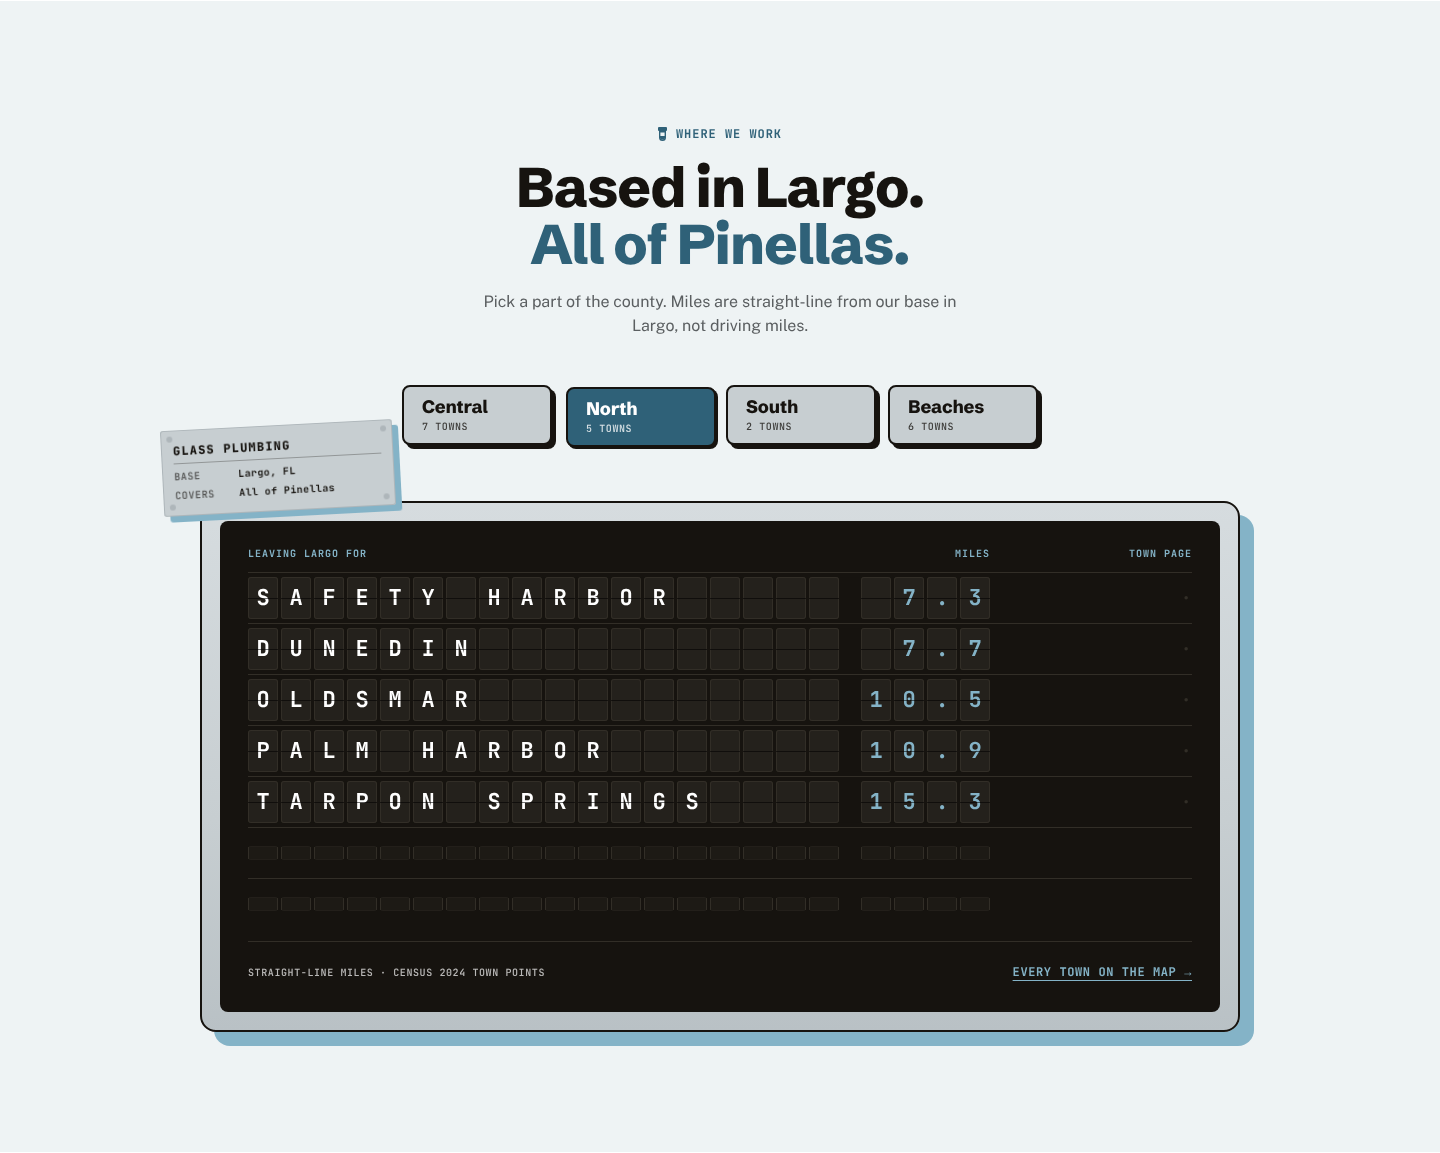 WHERE WE WORK
Based in Largo.
All of Pinellas.
Pick a part of the county. Miles are straight-line from our base in
Largo, not driving miles.
Central
7 TOWNS
North
5 TOWNS
South
2 TOWNS
Beaches
6 TOWNS
GLASS PLUMBING
BASE Largo, FL
COVERS All of Pinellas
LEAVING LARGO FOR MILES TOWN PAGE
SAFETY HARBOR 7.3
DUNEDIN 7.7
OLDSMAR 10.5
PALM HARBOR 10.9
TARPON SPRINGS 15.3
STRAIGHT-LINE MILES · CENSUS 2024 TOWN POINTS
EVERY TOWN ON THE MAP →